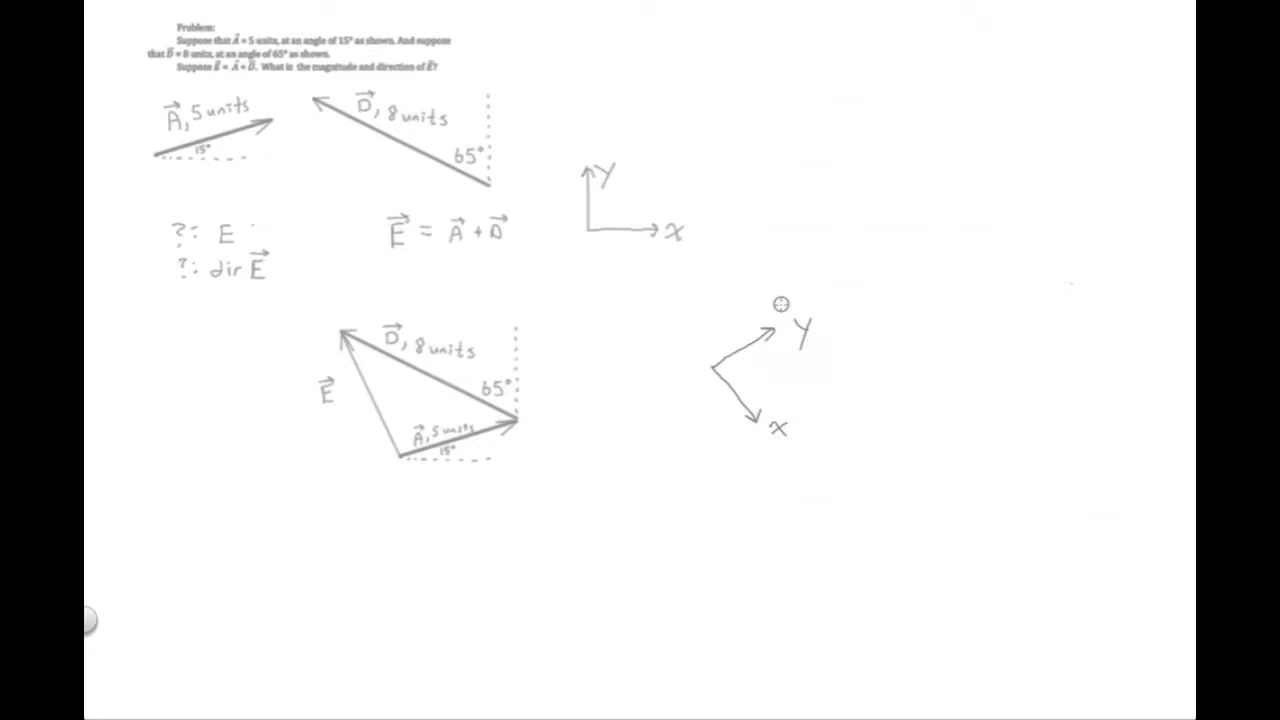 Problem:
Suppose that A⃗ = 5 units, at an angle of 15° as shown. And suppose
that D⃗ = 8 units, at an angle of 65° as shown.
Suppose E⃗ = A⃗ + D⃗. What is the magnitude and direction of E⃗?
A⃗, 5 units
15°
D⃗, 8 units
65°
Y
X
?: E
E⃗ = A⃗ + D⃗
?: dir E⃗
D⃗, 8 units
65°
E⃗
A⃗, 5 units
15°
Y
X